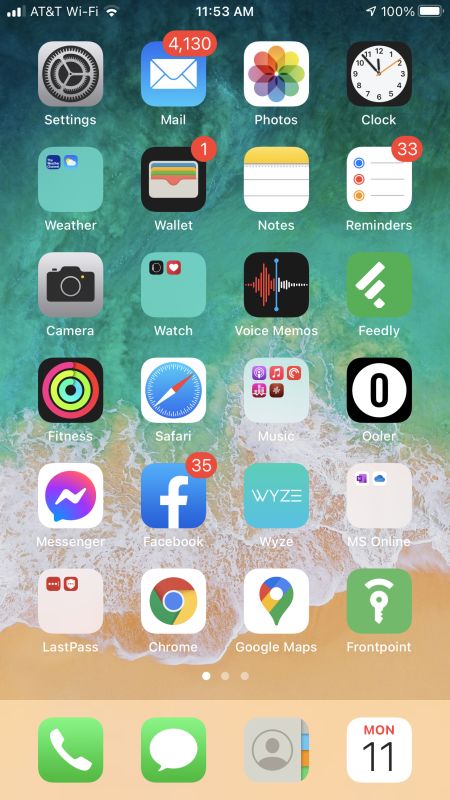 AT&T Wi-Fi 11:53 AM 100%
4,130
Settings Mail Photos Clock
1 33
Weather Wallet Notes Reminders
Camera Watch Voice Memos Feedly
O
Fitness Safari Music Ooler
35
WYZE
Messenger Facebook Wyze MS Online
LastPass Chrome Google Maps Frontpoint
MON
11